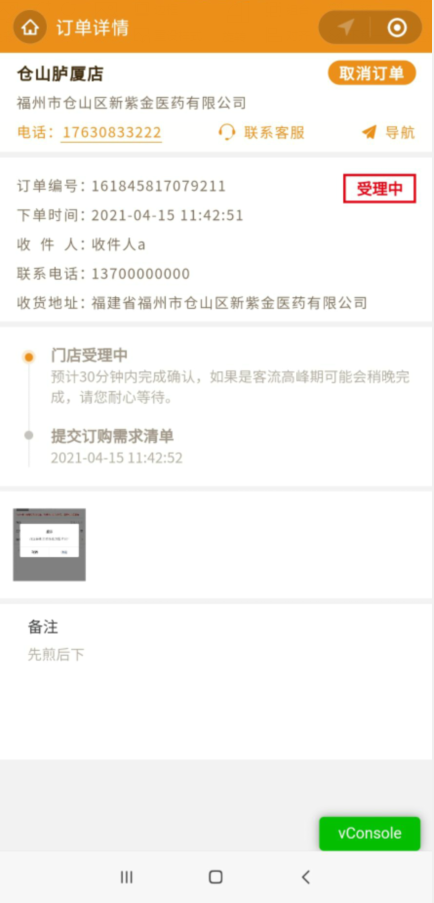 订单详情
仓山胪厦店
取消订单
福州市仓山区新紫金医药有限公司
电话：17630833222
联系客服
导航
订单编号：161845817079211
受理中
下单时间：2021-04-15 11:42:51
收 件 人：收件人a
联系电话：13700000000
收货地址：福建省福州市仓山区新紫金医药有限公司
门店受理中
预计30分钟内完成确认，如果是客流高峰期可能会稍晚完
成，请您耐心等待。
提交订购需求清单
2021-04-15 11:42:52
备注
先煎后下
vConsole